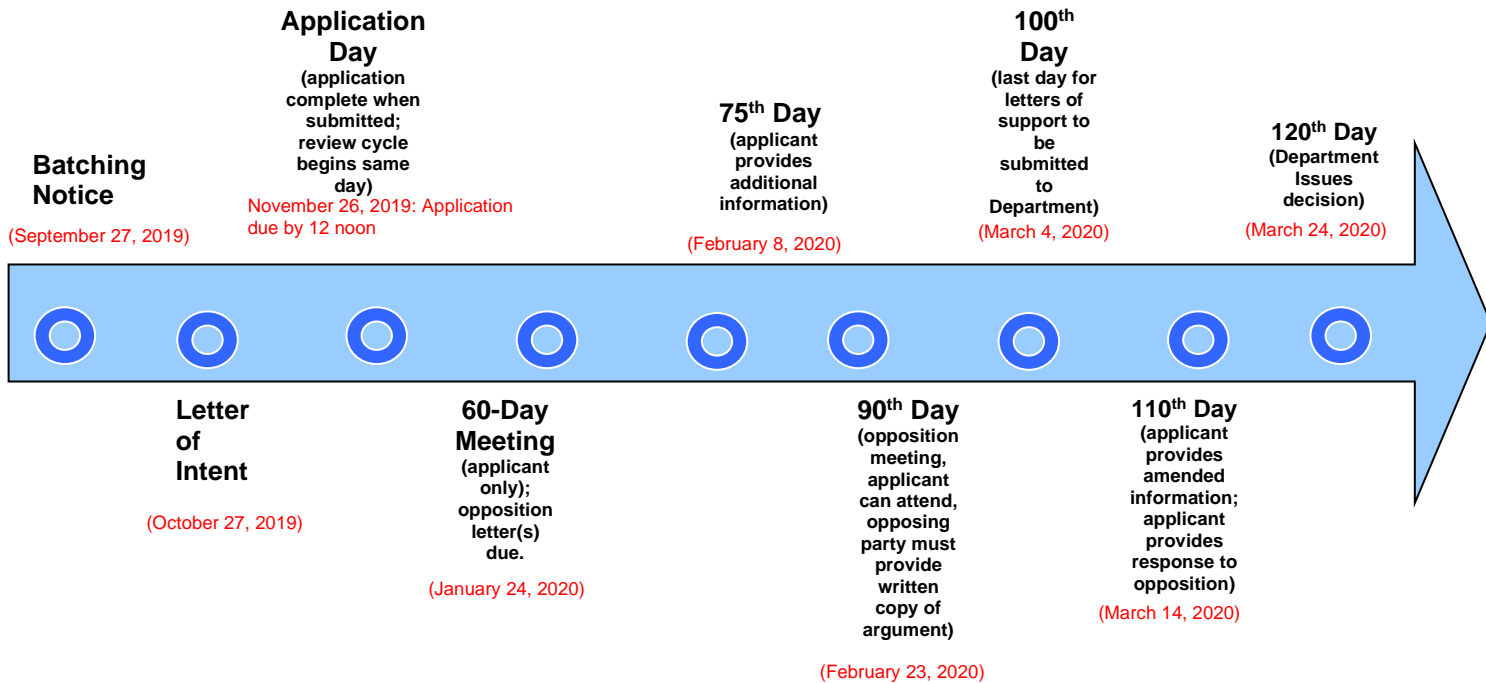 Batching
Notice
(September 27, 2019)
Letter
of
Intent
(October 27, 2019)
Application
Day
(application
complete when
submitted;
review cycle
begins same
day)
November 26, 2019: Application
due by 12 noon
60-Day
Meeting
(applicant
only);
opposition
letter(s)
due.
(January 24, 2020)
75th Day
(applicant
provides
additional
information)
(February 8, 2020)
90th Day
(opposition
meeting,
applicant
can attend,
opposing
party must
provide
written
copy of
argument)
(February 23, 2020)
100th
Day
(last day for
letters of
support to
be
submitted
to
Department)
(March 4, 2020)
110th Day
(applicant
provides
amended
information;
applicant
provides
response to
opposition)
(March 14, 2020)
120th Day
(Department
Issues
decision)
(March 24, 2020)